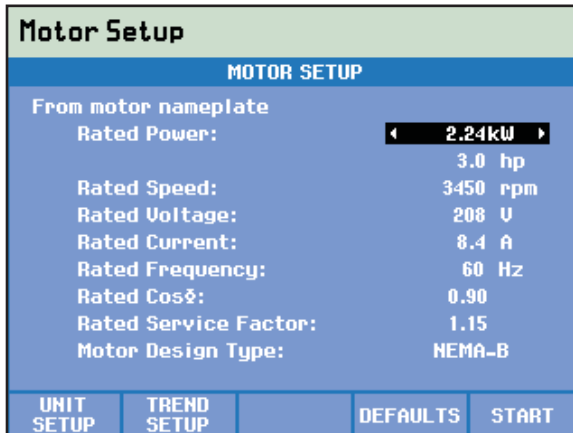 Motor Setup
MOTOR SETUP
From motor nameplate
Rated Power: 2.24kW
3.0 hp
Rated Speed: 3450 rpm
Rated Voltage: 208 V
Rated Current: 8.4 A
Rated Frequency: 60 Hz
Rated CosΦ: 0.90
Rated Service Factor: 1.15
Motor Design Type: NEMA-B
UNIT SETUP TREND SETUP DEFAULTS START